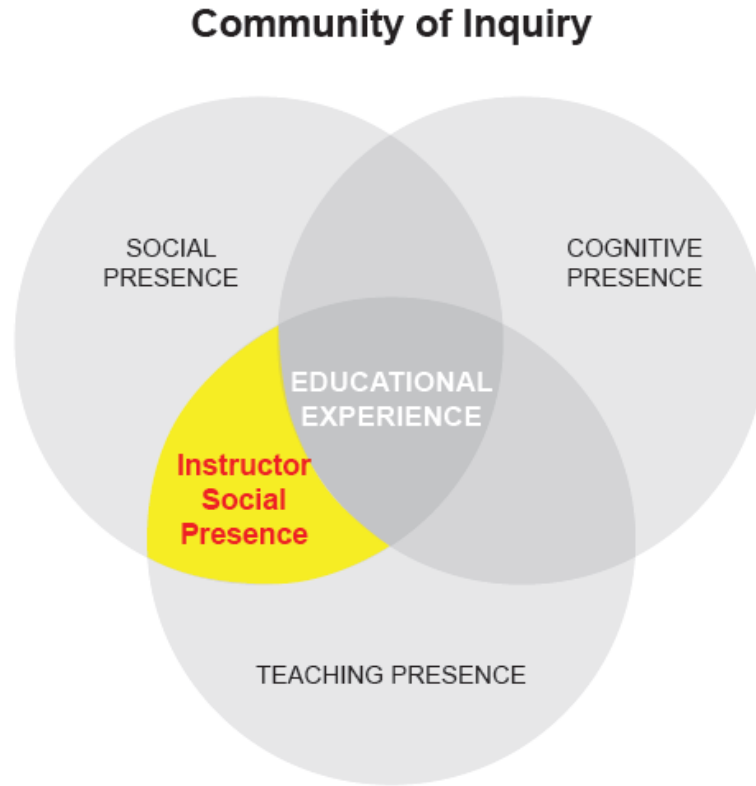 Community of Inquiry
SOCIAL
PRESENCE
COGNITIVE
PRESENCE
EDUCATIONAL
EXPERIENCE
Instructor
Social
Presence
TEACHING PRESENCE